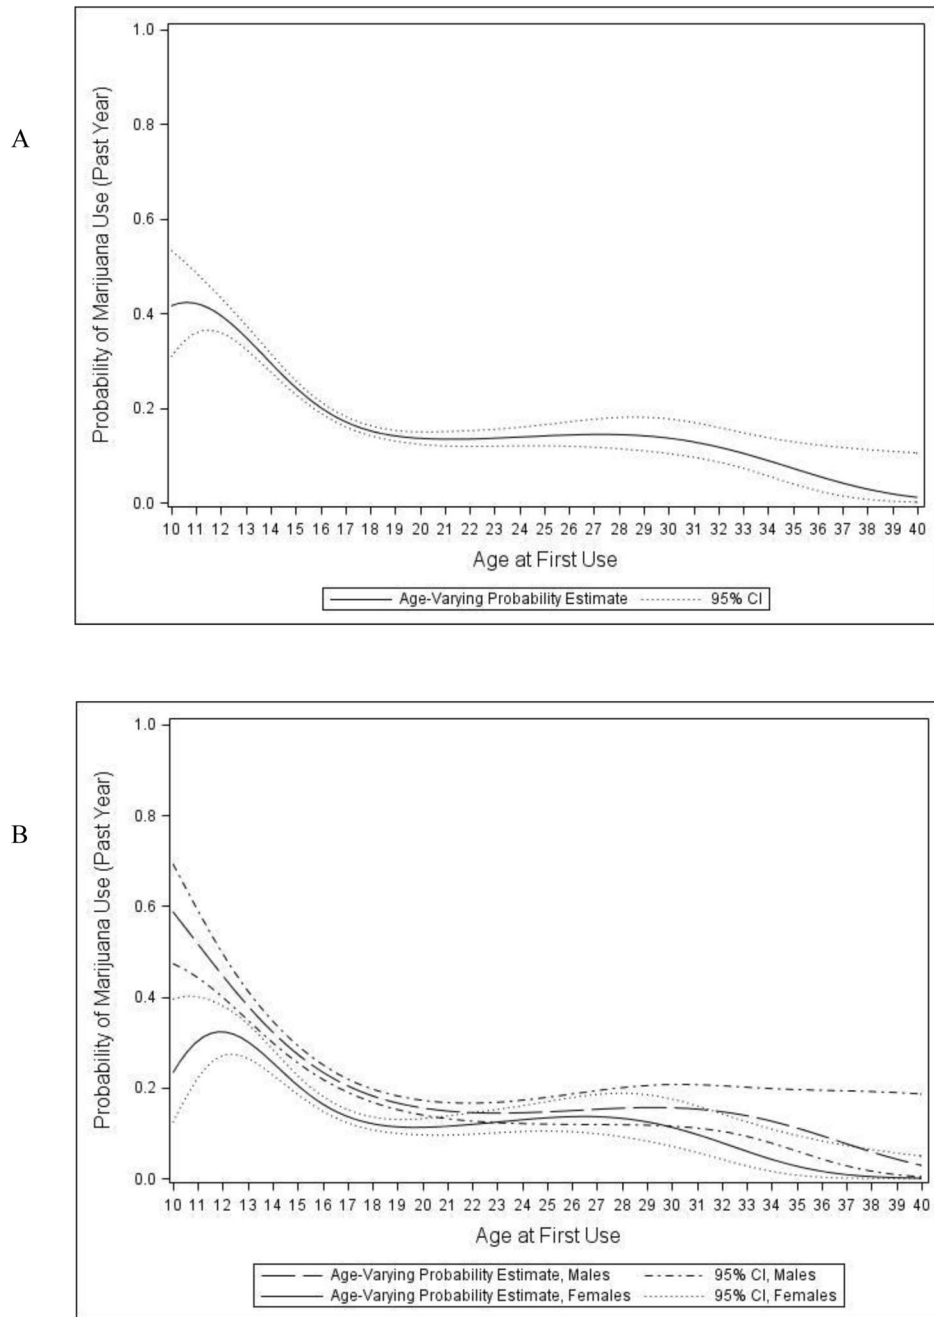 A
Probability of Marijuana Use (Past Year)
1.0
0.8
0.6
0.4
0.2
0.0
10 11 12 13 14 15 16 17 18 19 20 21 22 23 24 25 26 27 28 29 30 31 32 33 34 35 36 37 38 39 40
Age at First Use
Age-Varying Probability Estimate 95% CI
B
Probability of Marijuana Use (Past Year)
1.0
0.8
0.6
0.4
0.2
0.0
10 11 12 13 14 15 16 17 18 19 20 21 22 23 24 25 26 27 28 29 30 31 32 33 34 35 36 37 38 39 40
Age at First Use
Age-Varying Probability Estimate, Males 95% CI, Males
Age-Varying Probability Estimate, Females 95% CI, Females